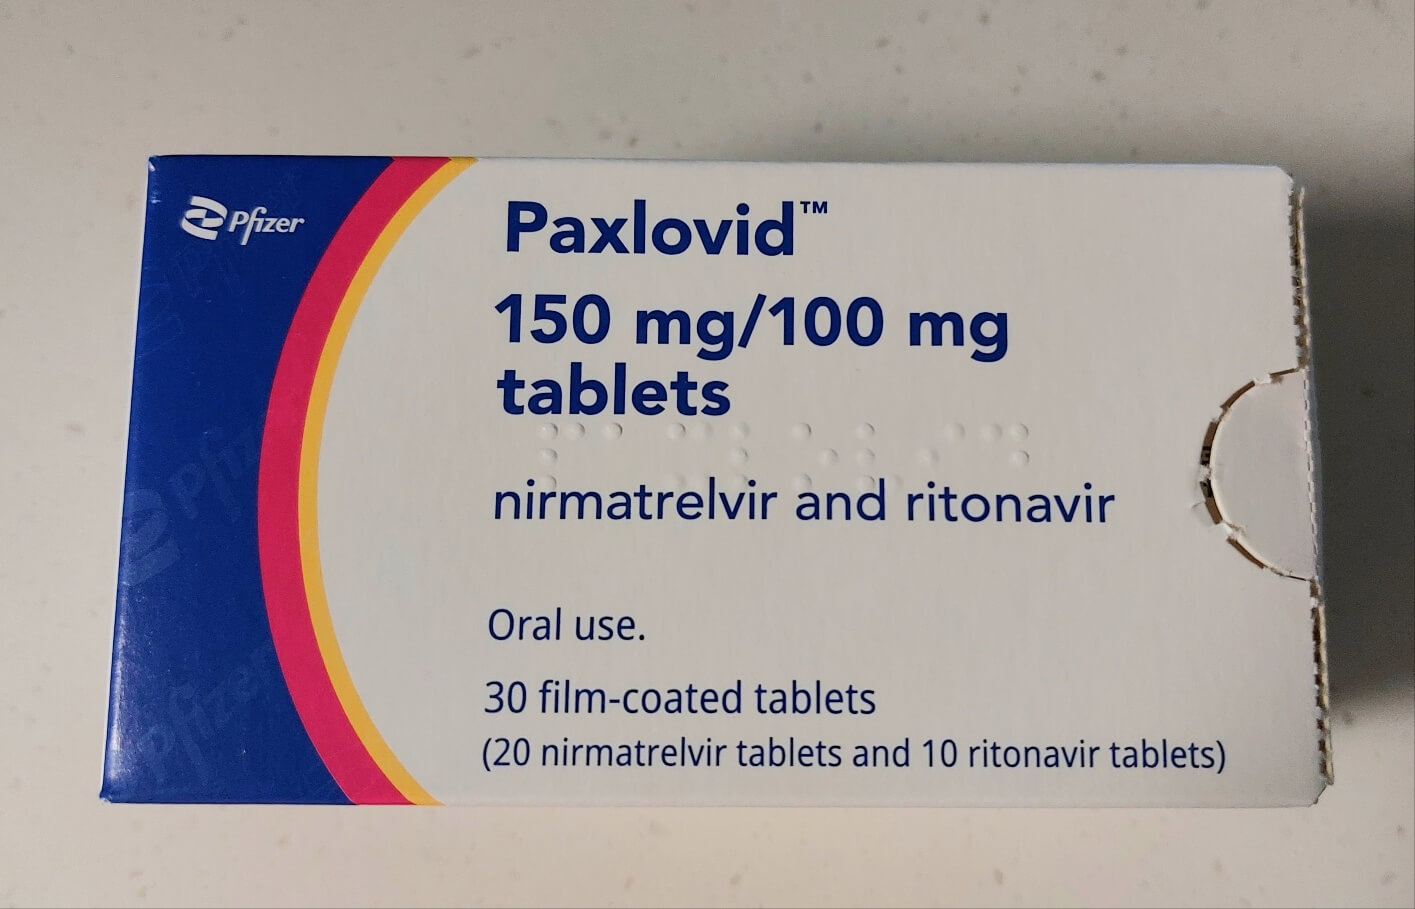 Pfizer
Paxlovid™
150 mg/100 mg
tablets
nirmatrelvir and ritonavir
Oral use.
30 film-coated tablets
(20 nirmatrelvir tablets and 10 ritonavir tablets)